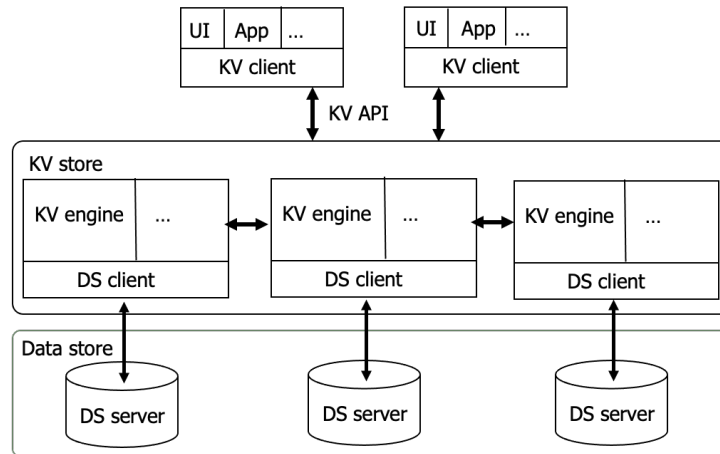 UI App ... UI App ...
KV client KV client
KV API
KV store
KV engine ... KV engine ... KV engine ...
DS client DS client DS client
Data store
DS server DS server DS server